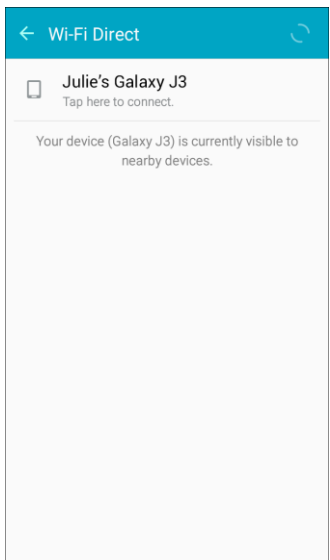 Wi-Fi Direct
Julie’s Galaxy J3
Tap here to connect.
Your device (Galaxy J3) is currently visible to
nearby devices.